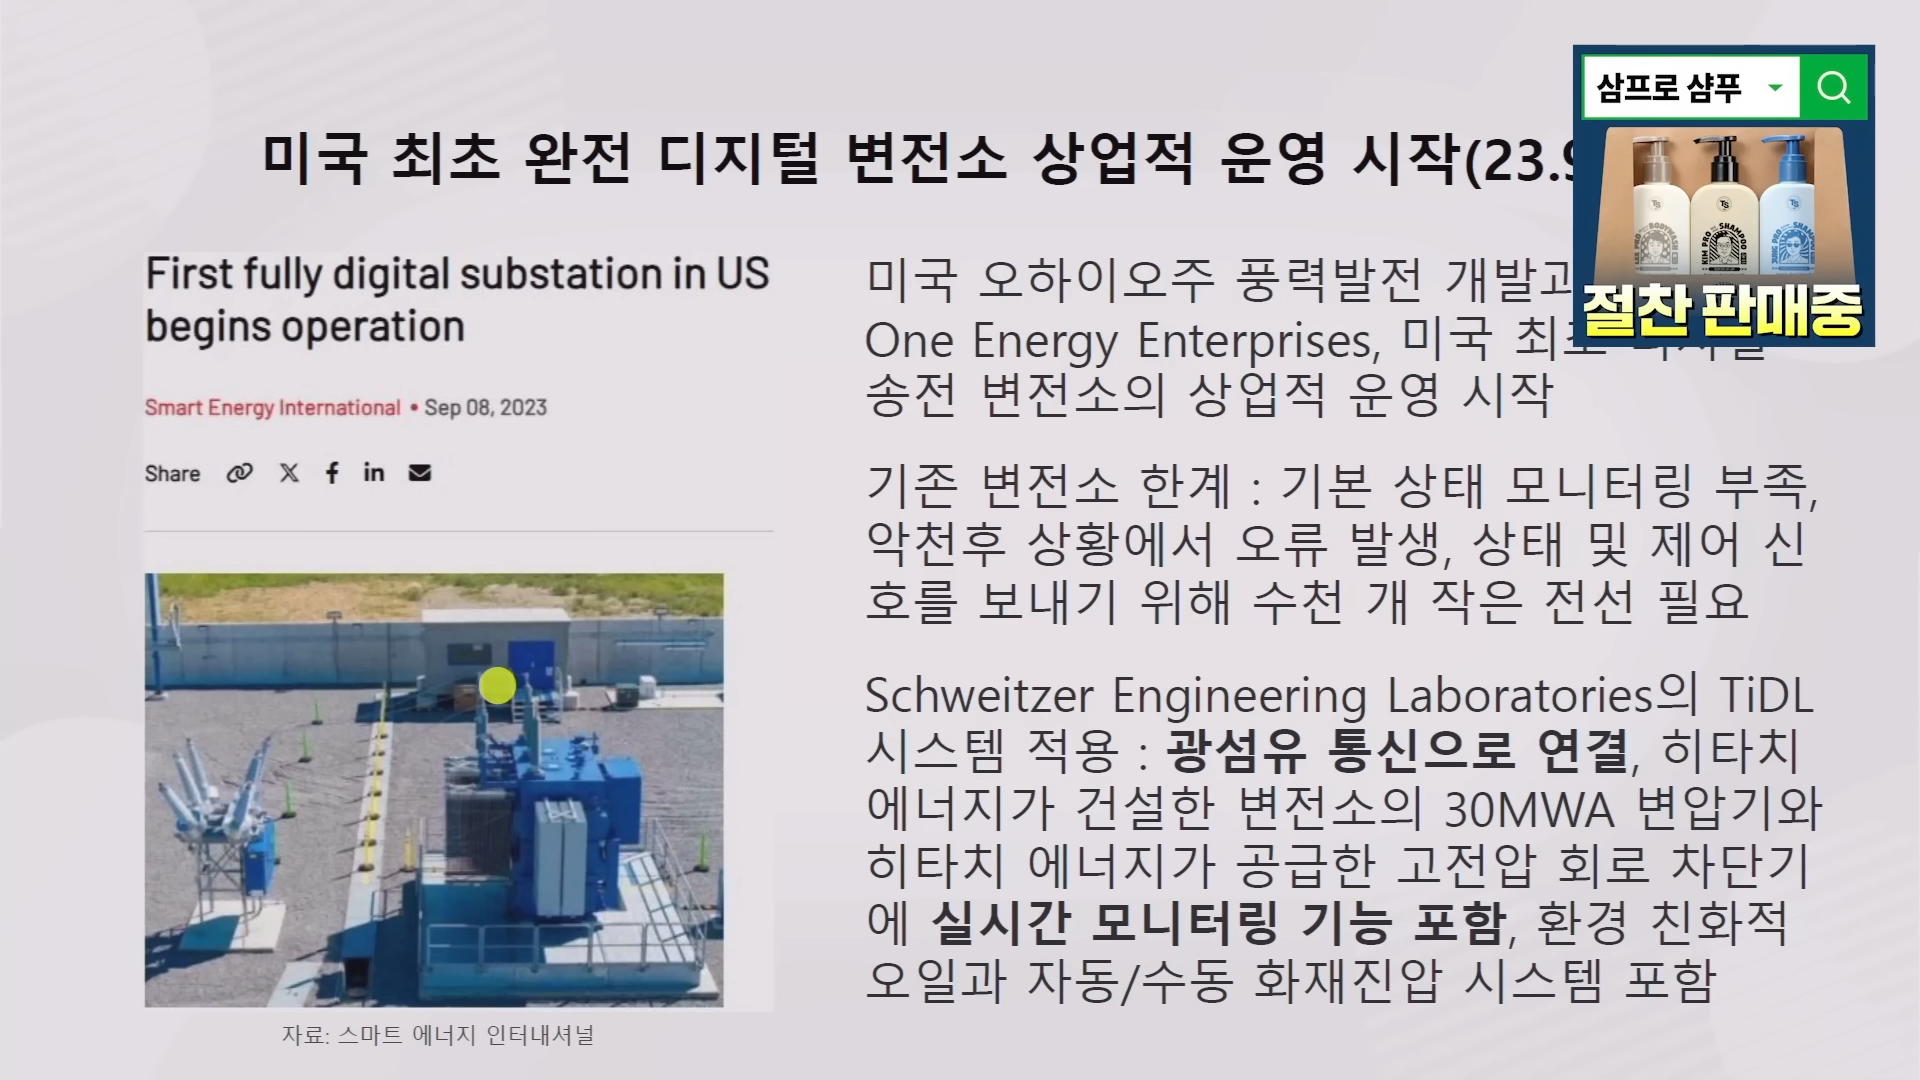 삼프로 샴푸
미국 최초 완전 디지털 변전소 상업적 운영 시작(23.9
절찬 판매중
First fully digital substation in US
begins operation
Smart Energy International • Sep 08, 2023
Share
자료: 스마트 에너지 인터내셔널
미국 오하이오주 풍력발전 개발
One Energy Enterprises, 미국 최초
송전 변전소의 상업적 운영 시작
기존 변전소 한계 : 기본 상태 모니터링 부족,
악천후 상황에서 오류 발생, 상태 및 제어 신
호를 보내기 위해 수천 개 작은 전선 필요
Schweitzer Engineering Laboratories의 TiDL
시스템 적용 : 광섬유 통신으로 연결, 히타치
에너지가 건설한 변전소의 30MWA 변압기와
히타치 에너지가 공급한 고전압 회로 차단기
에 실시간 모니터링 기능 포함, 환경 친화적
오일과 자동/수동 화재진압 시스템 포함